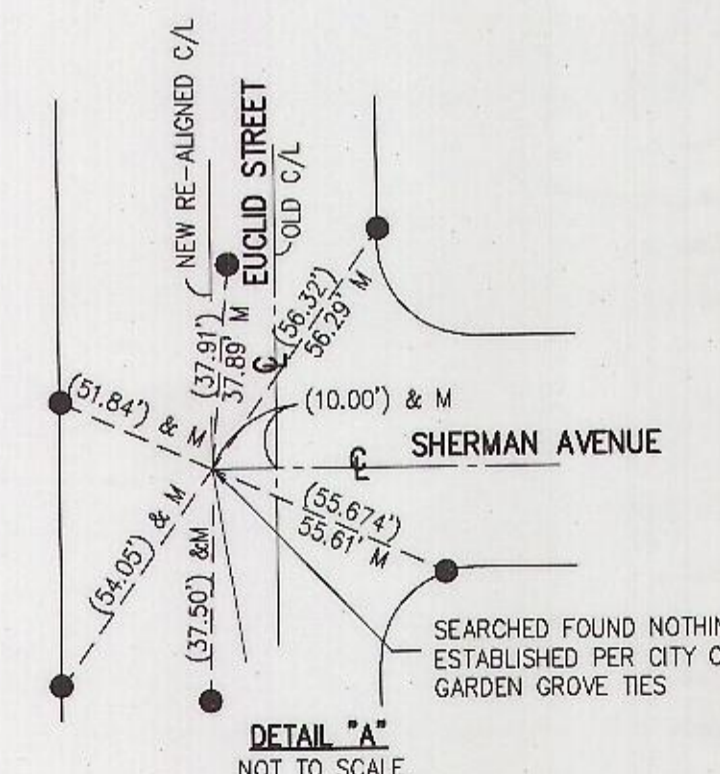 NEW RE-ALIGNED C/L
EUCLID STREET
OLD C/L
(56.32')
56.29' M
(37.91')
37.89' M
(51.84') & M
(10.00') & M
SHERMAN AVENUE
(55.674')
55.61' M
(54.05') & M
(37.50') &M
SEARCHED FOUND NOTHIN
ESTABLISHED PER CITY O
GARDEN GROVE TIES
DETAIL "A"
NOT TO SCALE